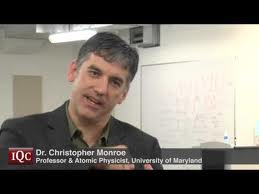 IQC
Dr. Christopher Monroe
Professor & Atomic Physicist, University of Maryland